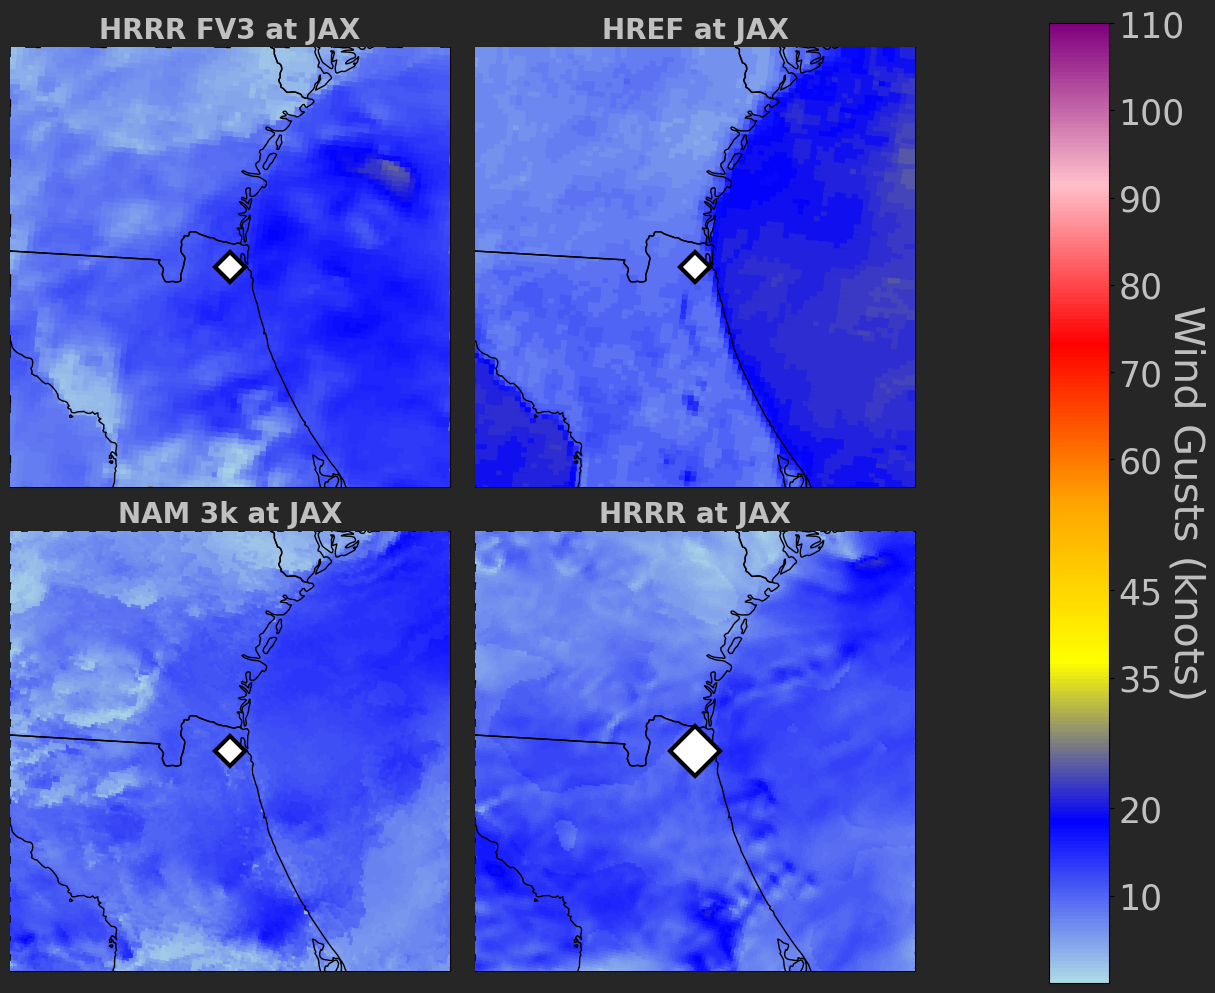 HRRR FV3 at JAX
HREF at JAX
NAM 3k at JAX
HRRR at JAX
110
100
90
80
70
60
45
35
20
10
Wind Gusts (knots)